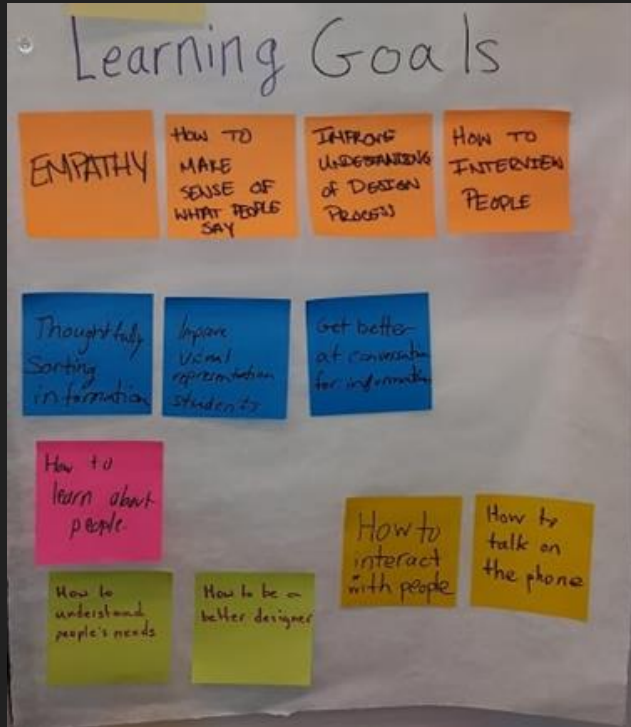 Learning Goals
EMPATHY
HOW TO
MAKE
SENSE OF
WHAT PEOPLE
SAY
IMPROVE
UNDESTANDING
OF DESIGN
PROCESS
HOW TO
INTERVIEW
PEOPLE
Thoughtfully
Sorting
information
Improve
visual
representation
students
Get better
at conversation
for information
How to
learn about
people.
How to
interact
with people
How to
talk on
the phone
How to
understand
people's needs
How to be a
better designer